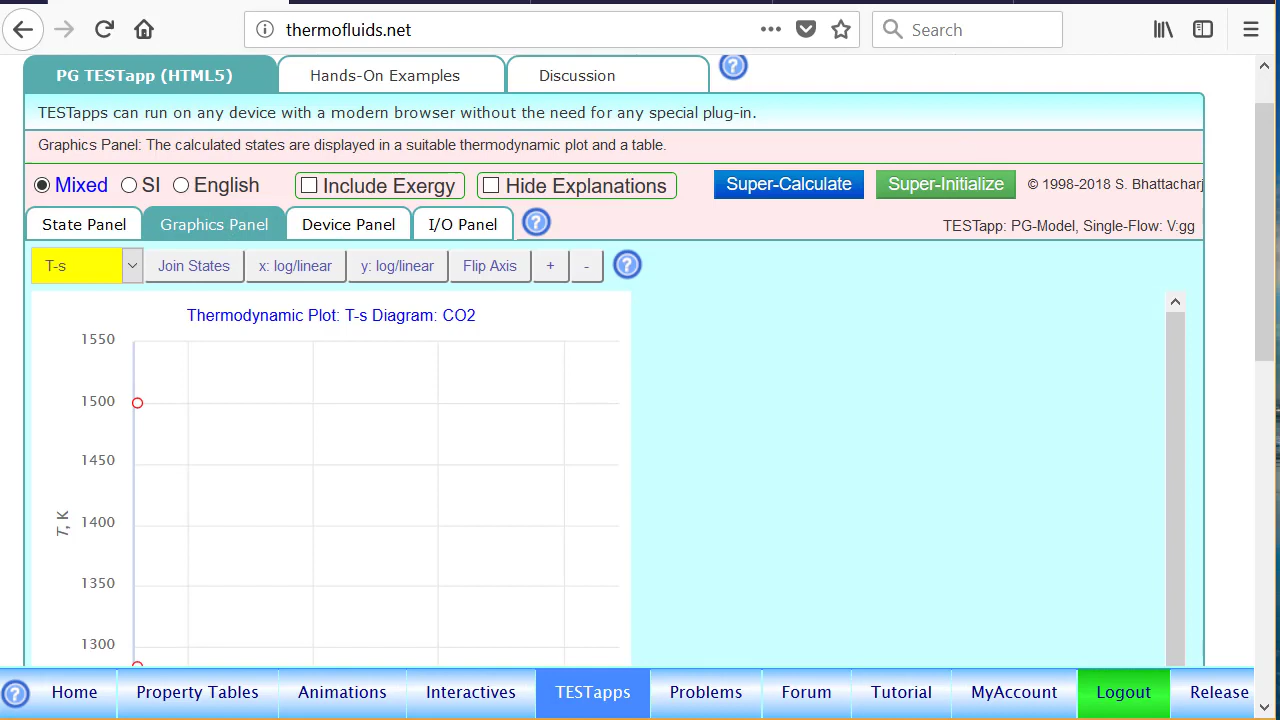 thermofluids.net
Search
PG TESTapp (HTML5)
Hands-On Examples
Discussion
TESTapps can run on any device with a modern browser without the need for any special plug-in.
Graphics Panel: The calculated states are displayed in a suitable thermodynamic plot and a table.
Mixed SI English Include Exergy Hide Explanations Super-Calculate Super-Initialize © 1998-2018 S. Bhattacharj
State Panel Graphics Panel Device Panel I/O Panel ? TESTapp: PG-Model, Single-Flow: V:gg
T-s Join States x: log/linear y: log/linear Flip Axis + - ?
Thermodynamic Plot: T-s Diagram: CO2
1550
1500
1450
1400
1350
1300
T, K
? Home Property Tables Animations Interactives TESTapps Problems Forum Tutorial MyAccount Logout Release